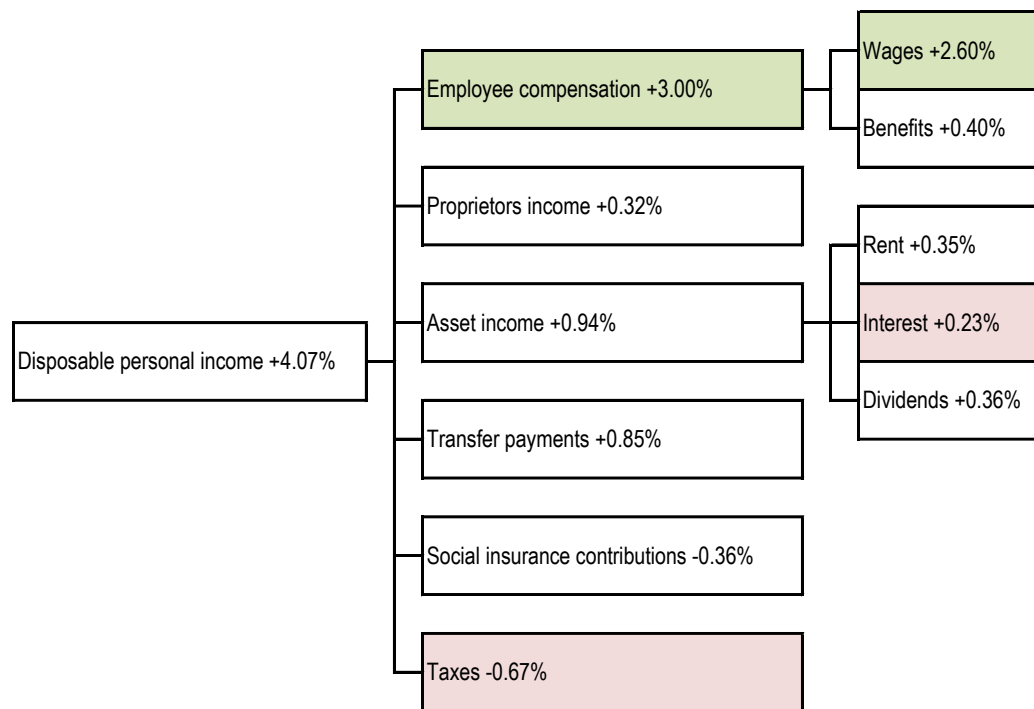 Disposable personal income +4.07%
Employee compensation +3.00%
Wages +2.60%
Benefits +0.40%
Proprietors income +0.32%
Asset income +0.94%
Rent +0.35%
Interest +0.23%
Dividends +0.36%
Transfer payments +0.85%
Social insurance contributions -0.36%
Taxes -0.67%